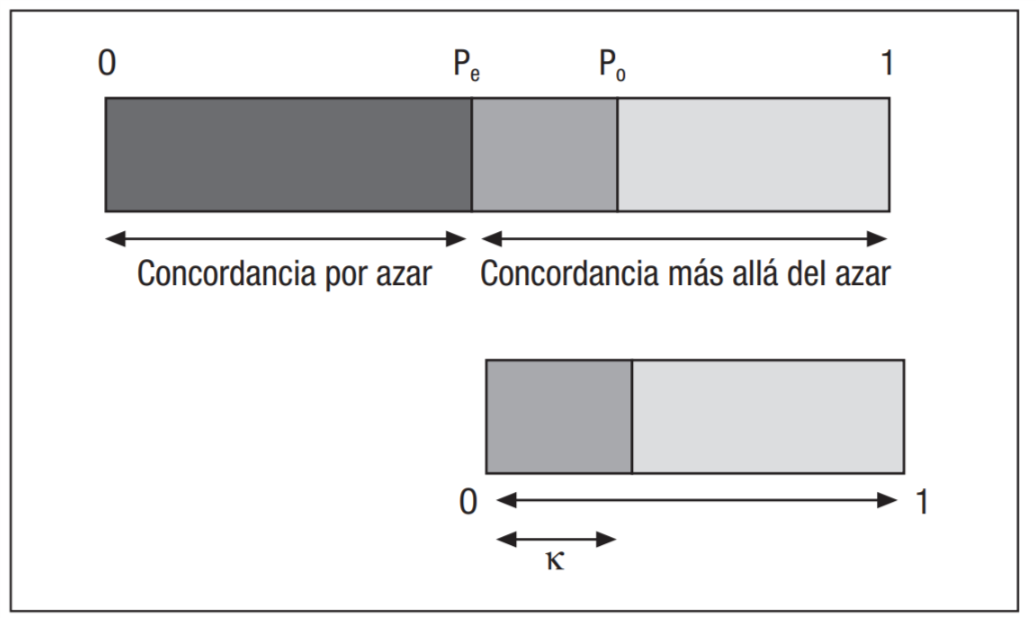 0 Pe Po 1
Concordancia por azar Concordancia más allá del azar
0 1
κ